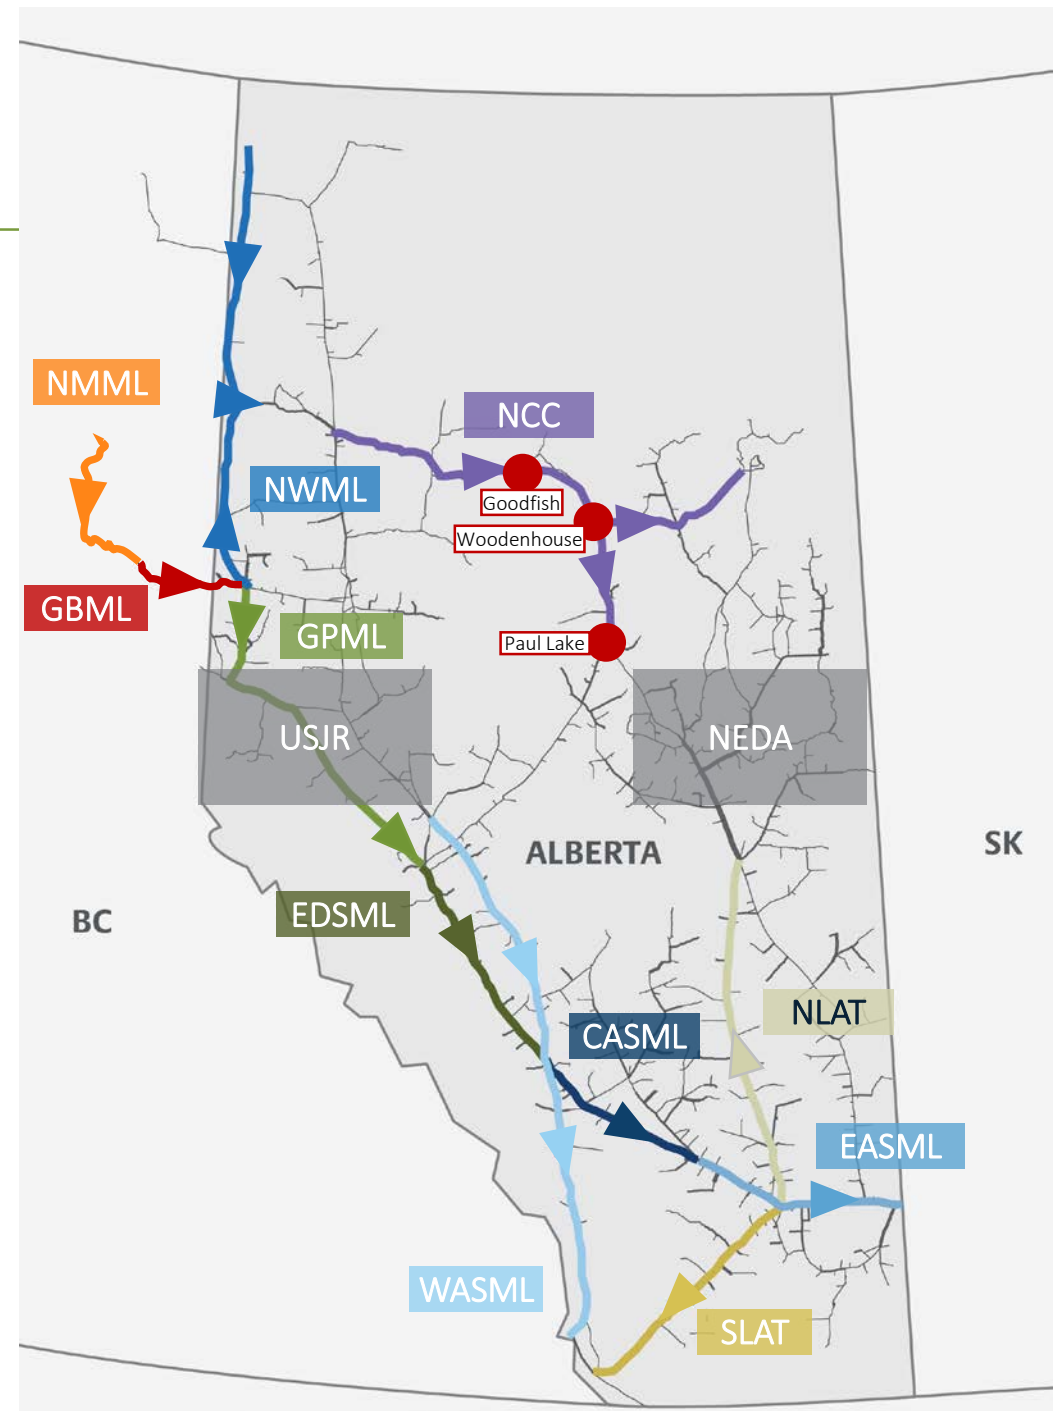 NMML
NCC
NWML
Goodfish
Woodenhouse
GBML
GPML
Paul Lake
USJR
NEDA
ALBERTA
SK
EDSML
BC
NLAT
CASML
EASML
WASML
SLAT